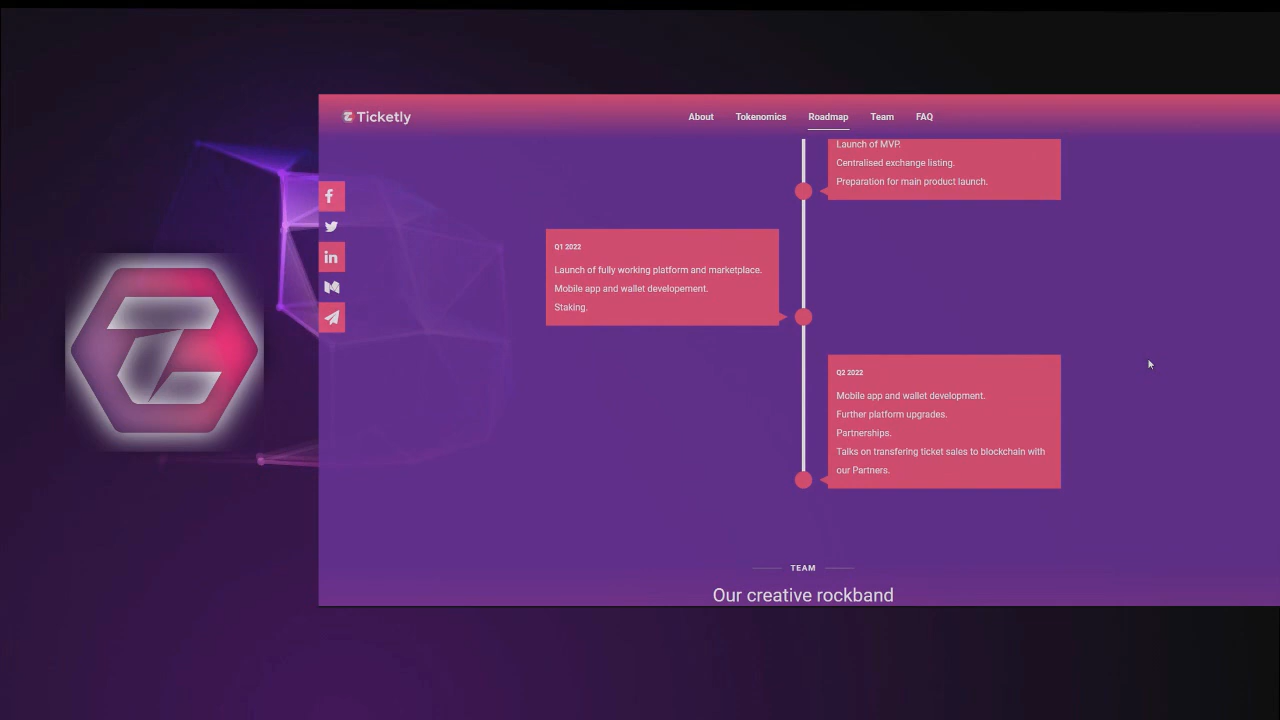 Ticketly
About
Tokenomics
Roadmap
Team
FAQ
Launch of MVP.
Centralised exchange listing.
Preparation for main product launch.
Q1 2022
Launch of fully working platform and marketplace.
Mobile app and wallet developement.
Staking.
Q2 2022
Mobile app and wallet development.
Further platform upgrades.
Partnerships.
Talks on transfering ticket sales to blockchain with
our Partners.
TEAM
Our creative rockband